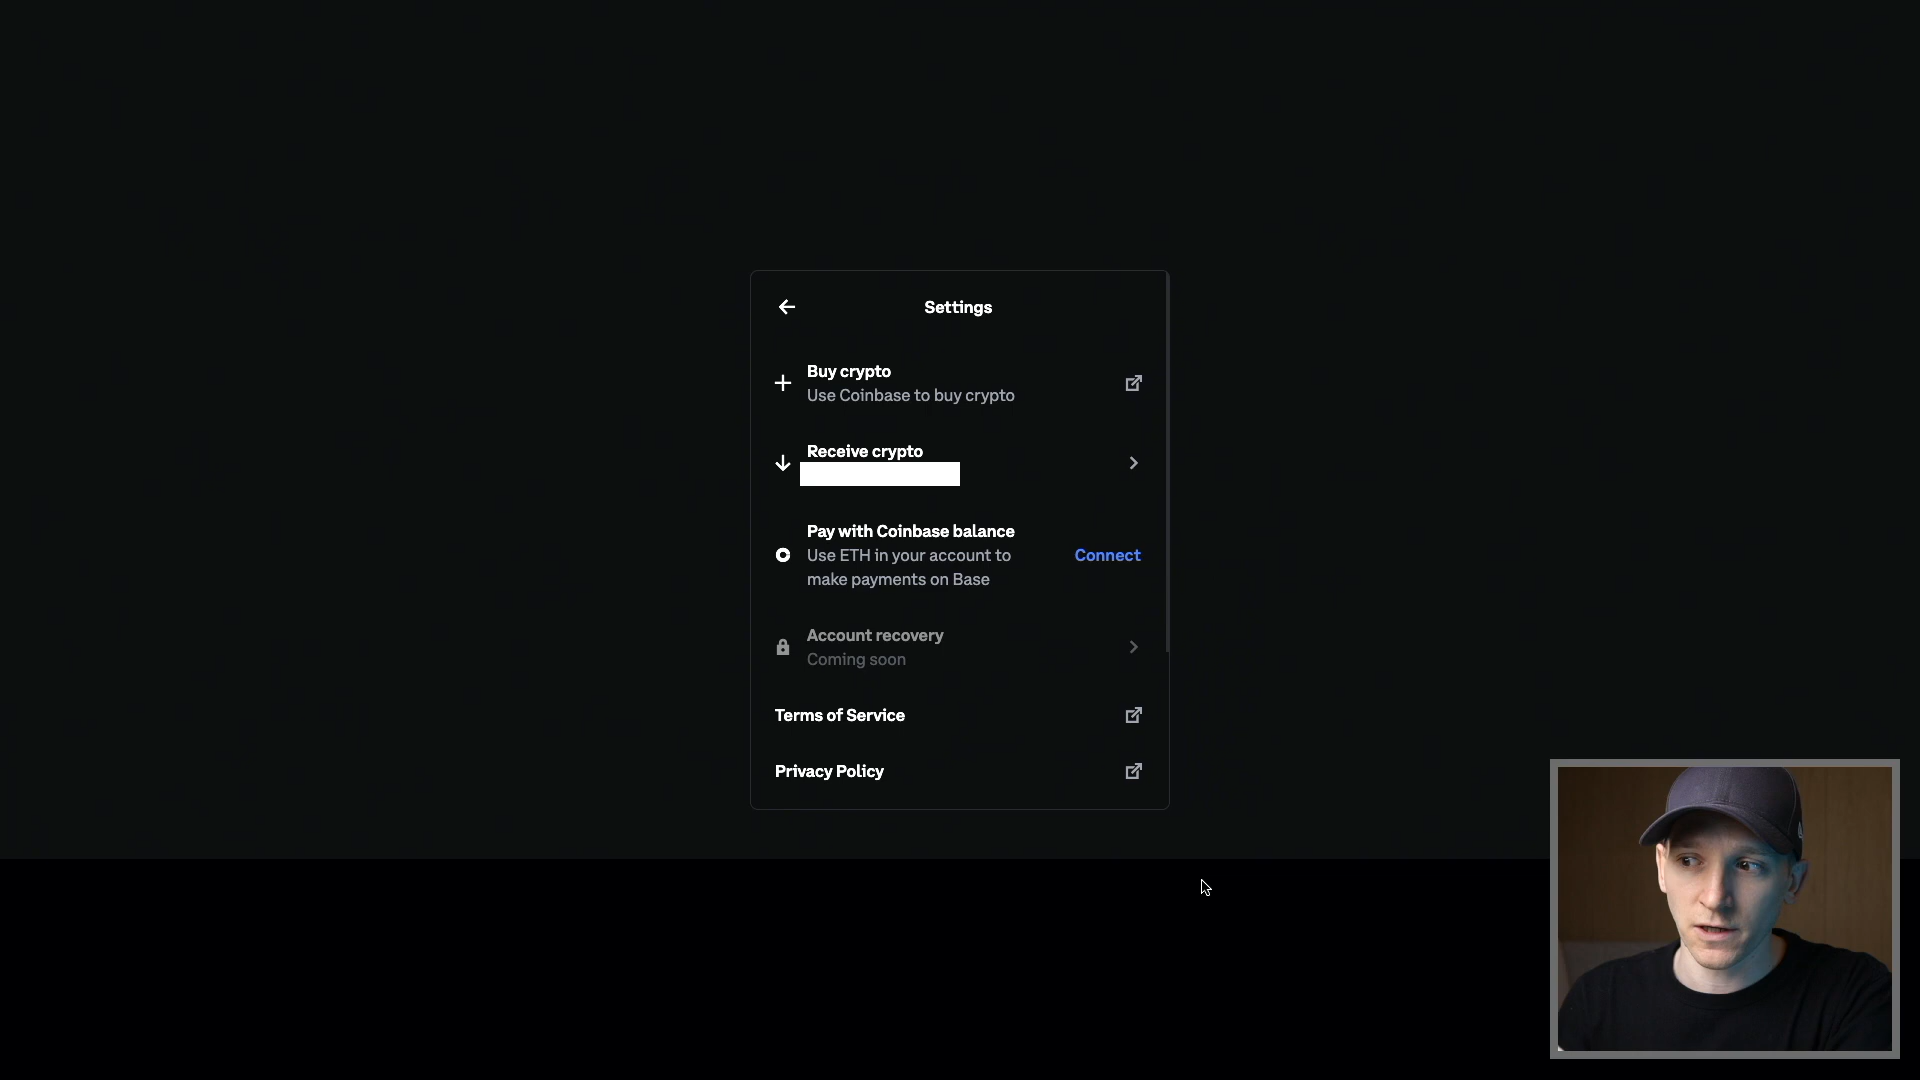 Settings
Buy crypto
Use Coinbase to buy crypto
Receive crypto
Pay with Coinbase balance
Use ETH in your account to
make payments on Base
Connect
Account recovery
Coming soon
Terms of Service
Privacy Policy